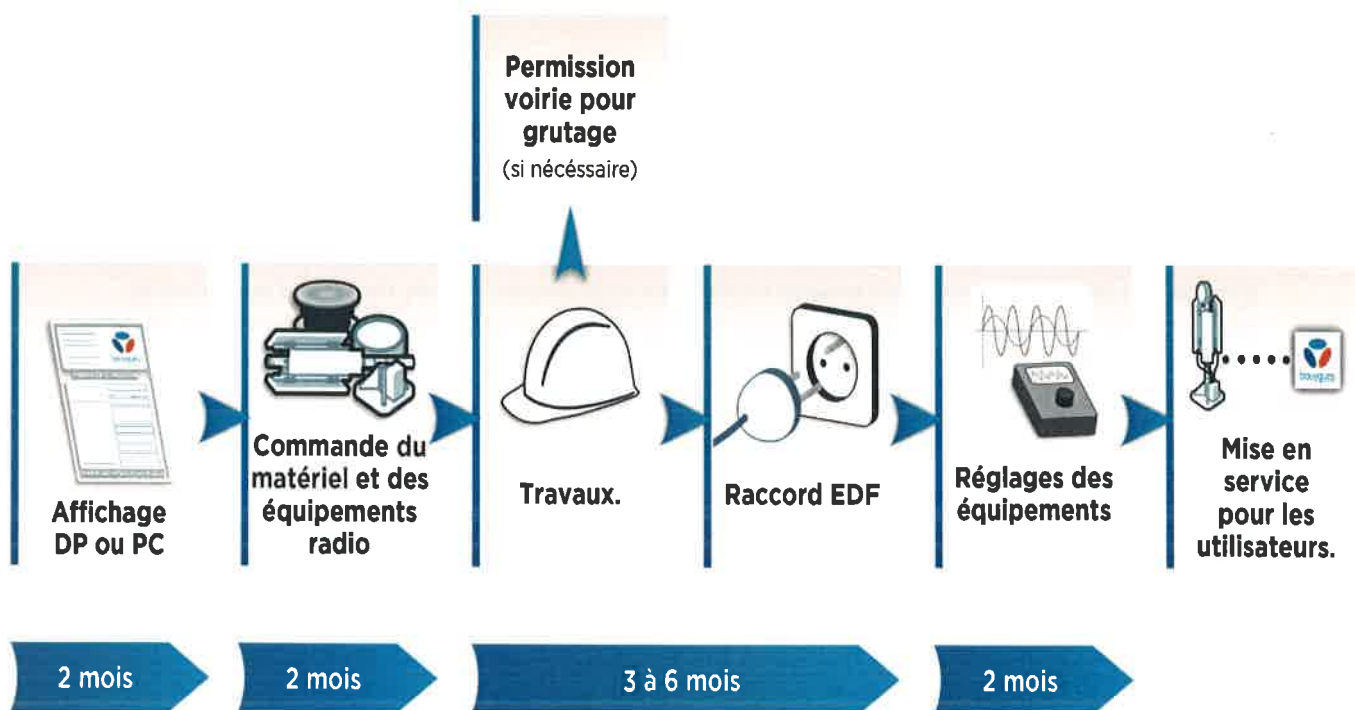 Permission
voirie pour
grutage
(si nécéssaire)
Affichage
DP ou PC
Commande du
matériel et des
équipements
radio
Travaux.
Raccord EDF
Réglages des
équipements
bouygues
Mise en
service
pour les
utilisateurs.
2 mois
2 mois
3 à 6 mois
2 mois